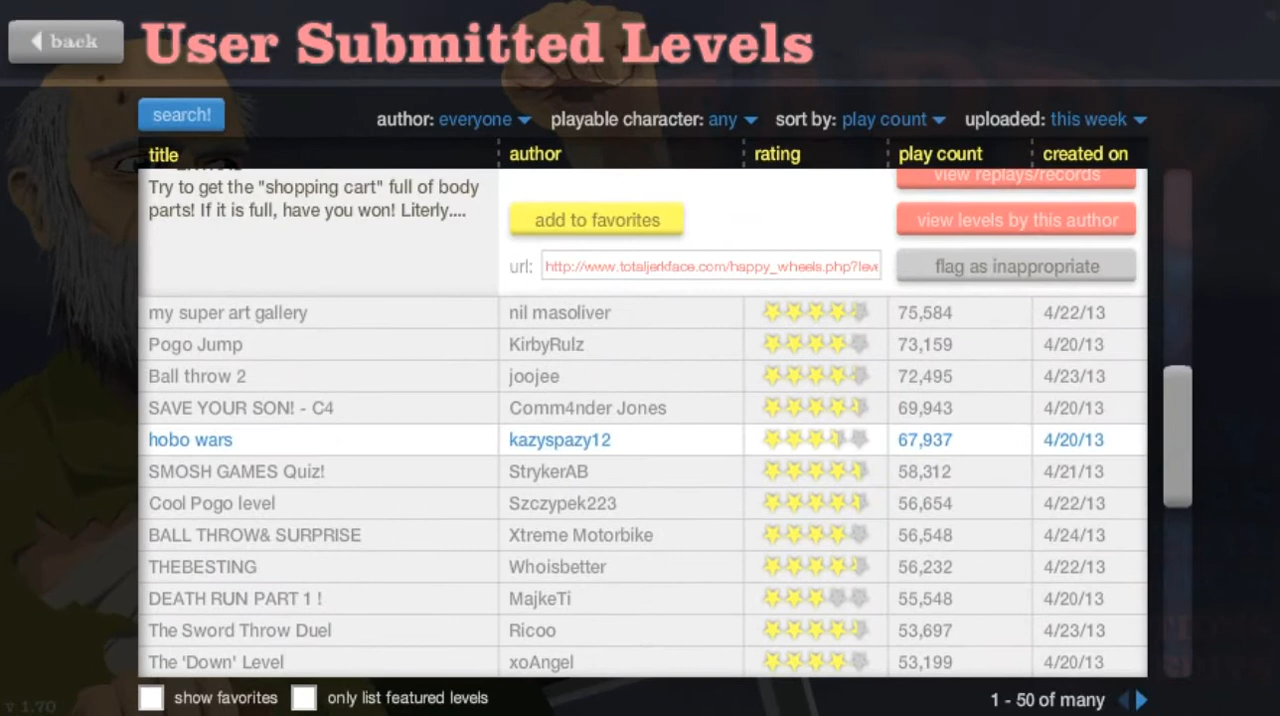 back
User Submitted Levels
search!
author: everyone playable character: any sort by: play count uploaded: this week
title author rating play count created on
view replays/records
Try to get the "shopping cart" full of body
parts! If it is full, have you won! Literly....
add to favorites
view levels by this author
url: http://www.totaljerkface.com/happy_wheels.php?leve
flag as inappropriate
my super art gallery nil masoliver 75,584 4/22/13
Pogo Jump KirbyRulz 73,159 4/20/13
Ball throw 2 joojee 72,495 4/23/13
SAVE YOUR SON! - C4 Comm4nder Jones 69,943 4/20/13
hobo wars kazyspazy12 67,937 4/20/13
SMOSH GAMES Quiz! StrykerAB 58,312 4/21/13
Cool Pogo level Szczypek223 56,654 4/22/13
BALL THROW& SURPRISE Xtreme Motorbike 56,548 4/24/13
THEBESTING Whoisbetter 56,232 4/22/13
DEATH RUN PART 1 ! MajkeTi 55,548 4/20/13
The Sword Throw Duel Ricoo 53,697 4/23/13
The 'Down' Level xoAngel 53,199 4/20/13
show favorites only list featured levels 1 - 50 of many
v 1.70